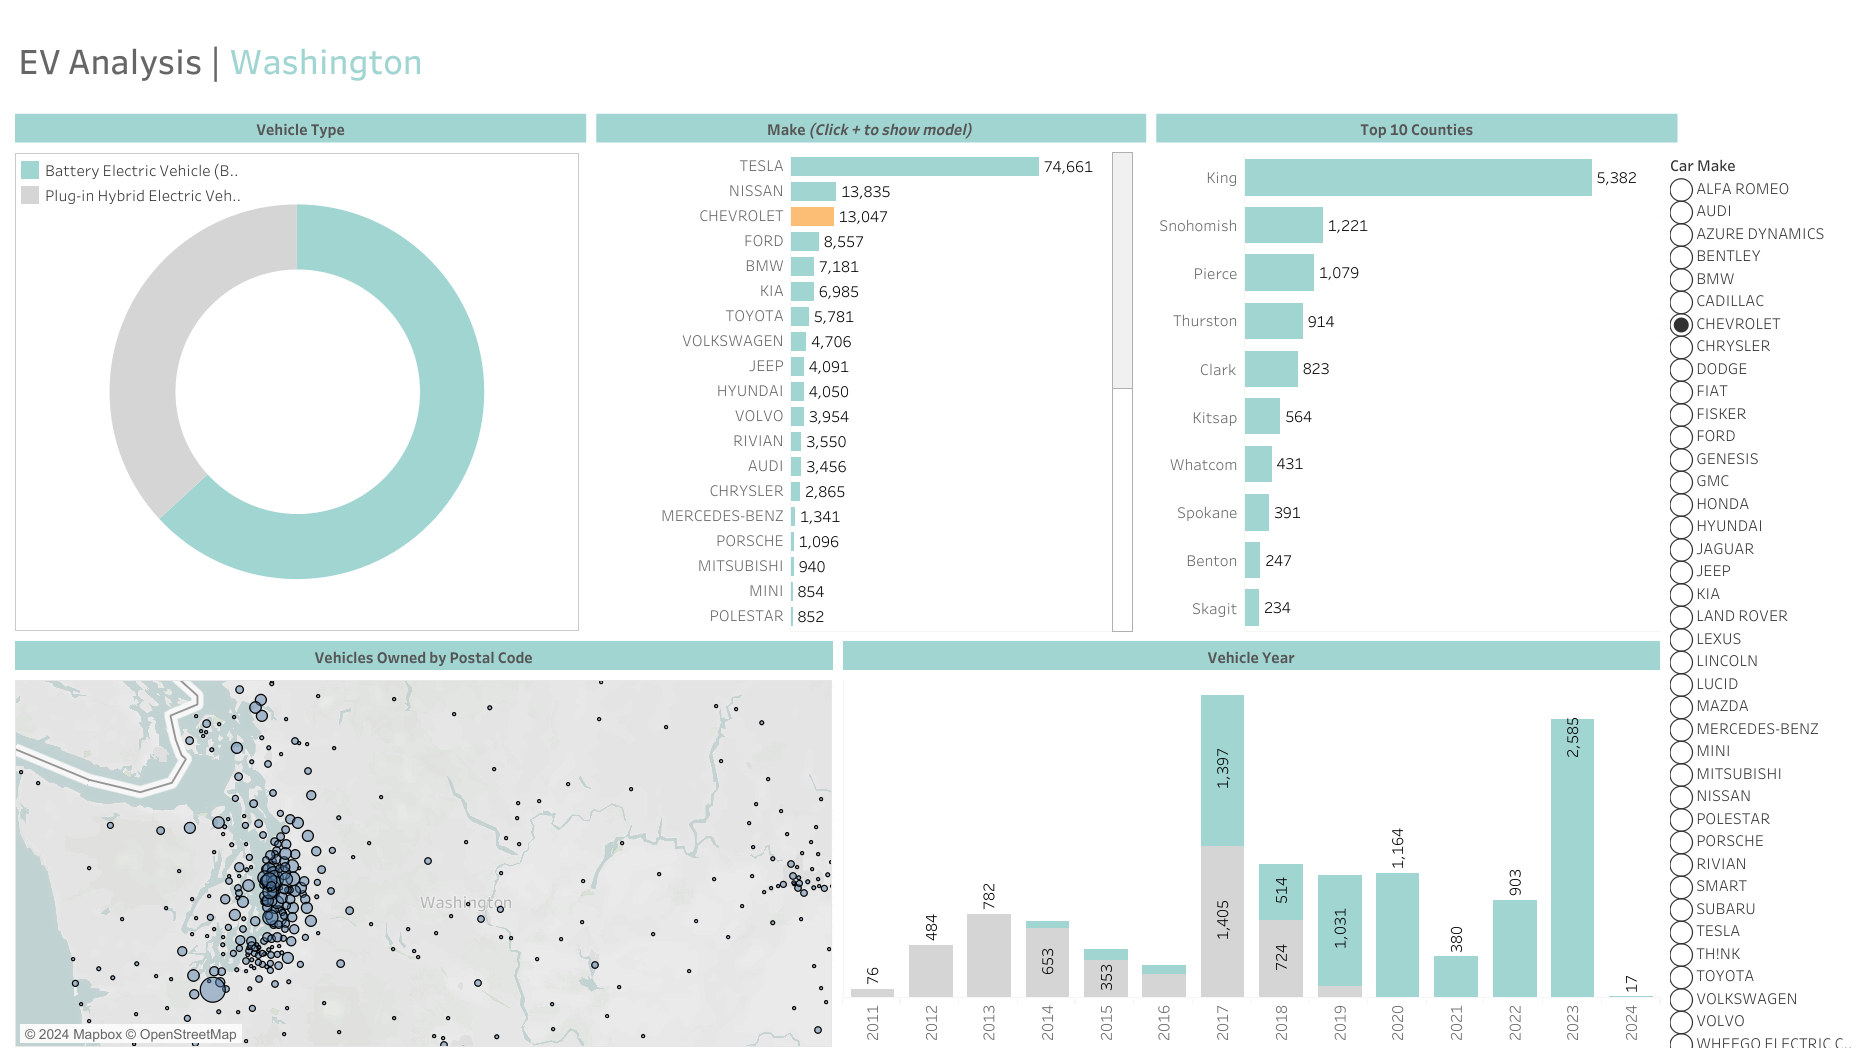 EV Analysis | Washington
Vehicle Type
Battery Electric Vehicle (B..
Plug-in Hybrid Electric Veh..
Make (Click + to show model)
TESLA 74,661
NISSAN 13,835
CHEVROLET 13,047
FORD 8,557
BMW 7,181
KIA 6,985
TOYOTA 5,781
VOLKSWAGEN 4,706
JEEP 4,091
HYUNDAI 4,050
VOLVO 3,954
RIVIAN 3,550
AUDI 3,456
CHRYSLER 2,865
MERCEDES-BENZ 1,341
PORSCHE 1,096
MITSUBISHI 940
MINI 854
POLESTAR 852
Top 10 Counties
King 5,382
Snohomish 1,221
Pierce 1,079
Thurston 914
Clark 823
Kitsap 564
Whatcom 431
Spokane 391
Benton 247
Skagit 234
Car Make
ALFA ROMEO
AUDI
AZURE DYNAMICS
BENTLEY
BMW
CADILLAC
CHEVROLET
CHRYSLER
DODGE
FIAT
FISKER
FORD
GENESIS
GMC
HONDA
HYUNDAI
JAGUAR
JEEP
KIA
LAND ROVER
LEXUS
LINCOLN
LUCID
MAZDA
MERCEDES-BENZ
MINI
MITSUBISHI
NISSAN
POLESTAR
PORSCHE
RIVIAN
SMART
SUBARU
TESLA
TH!NK
TOYOTA
VOLKSWAGEN
VOLVO
WHEEGO ELECTRIC C..
Vehicles Owned by Postal Code
Washington
© 2024 Mapbox © OpenStreetMap
Vehicle Year
76
484
782
653
353
1,397
1,405
514
724
1,031
1,164
380
903
2,585
17
2011 2012 2013 2014 2015 2016 2017 2018 2019 2020 2021 2022 2023 2024